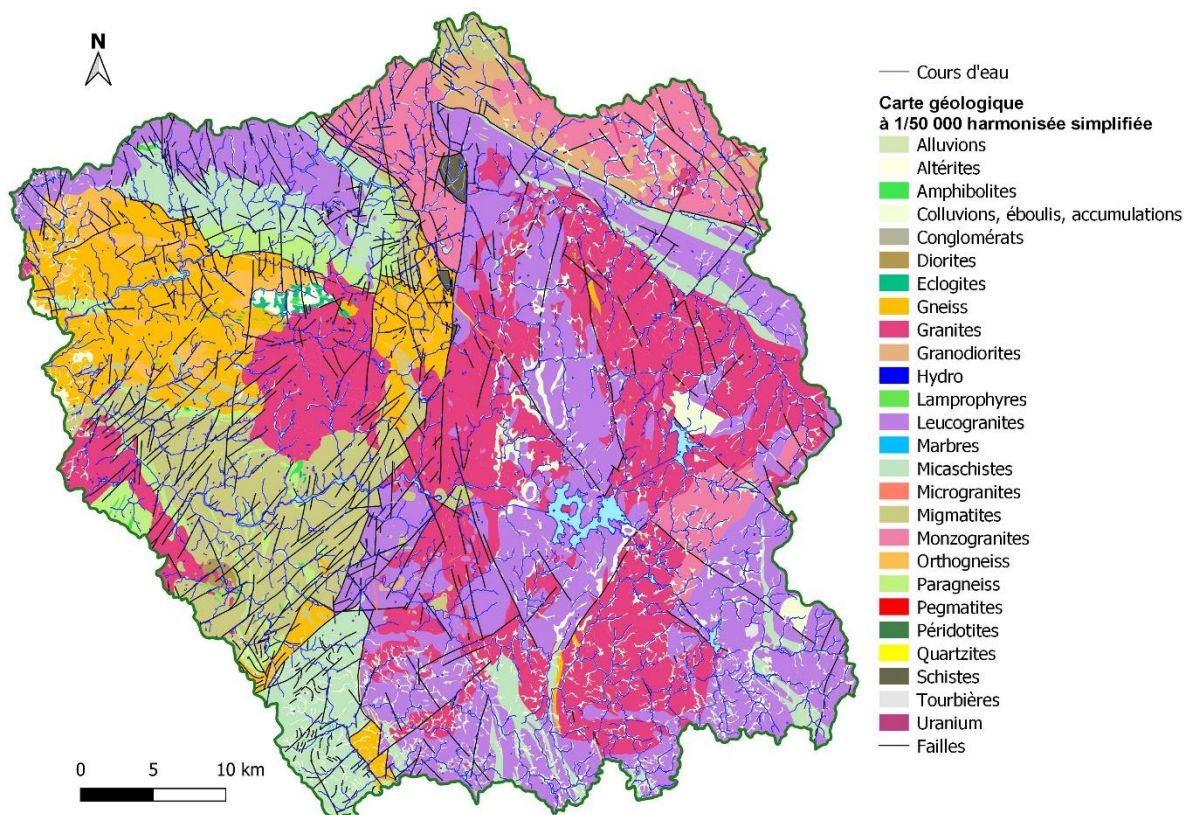 N
Cours d'eau
Carte géologique
à 1/50 000 harmonisée simplifiée
Alluvions
Altérites
Amphibolites
Colluvions, éboulis, accumulations
Conglomérats
Diorites
Eclogites
Gneiss
Granites
Granodiorites
Hydro
Lamprophyres
Leucogranites
Marbres
Micaschistes
Microgranites
Migmatites
Monzogranites
Orthogneiss
Paragneiss
Pegmatites
Péridotites
Quartzites
Schistes
Tourbières
Uranium
Failles
0 5 10 km